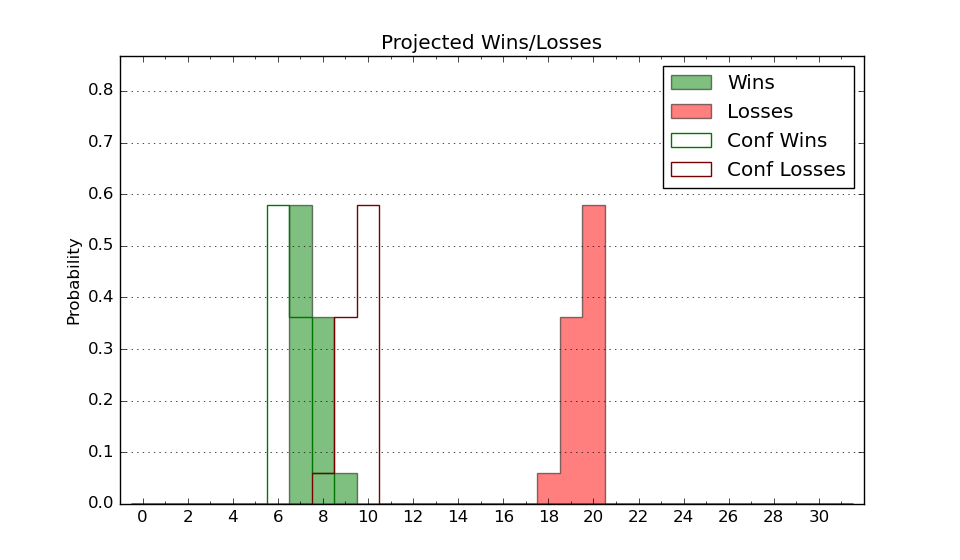 Projected Wins/Losses
Wins
Losses
Conf Wins
Conf Losses
Probability
0.8
0.7
0.6
0.5
0.4
0.3
0.2
0.1
0.0
0 2 4 6 8 10 12 14 16 18 20 22 24 26 28 30